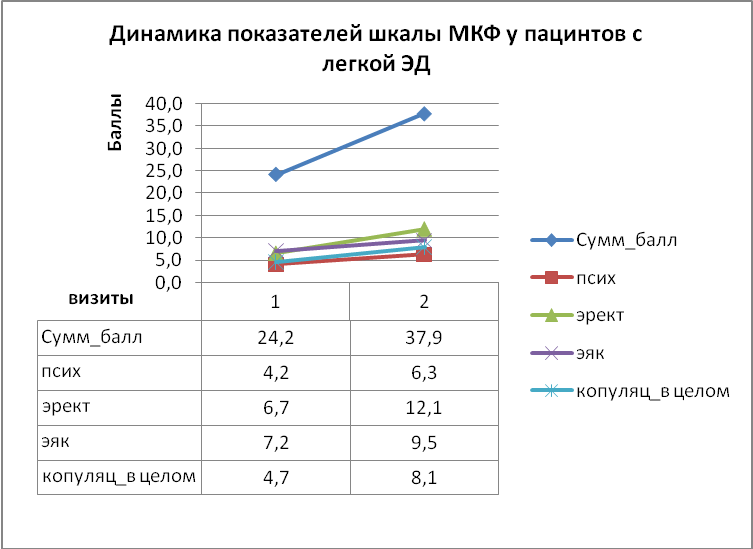 Динамика показателей шкалы МКФ у пацинтов с
легкой ЭД
Баллы
40,0
35,0
30,0
25,0
20,0
15,0
10,0
5,0
0,0
визиты 1 2
Сумм_балл 24,2 37,9
псих 4,2 6,3
эрект 6,7 12,1
эяк 7,2 9,5
копуляц_в целом 4,7 8,1
Сумм_балл
псих
эрект
эяк
копуляц_в целом